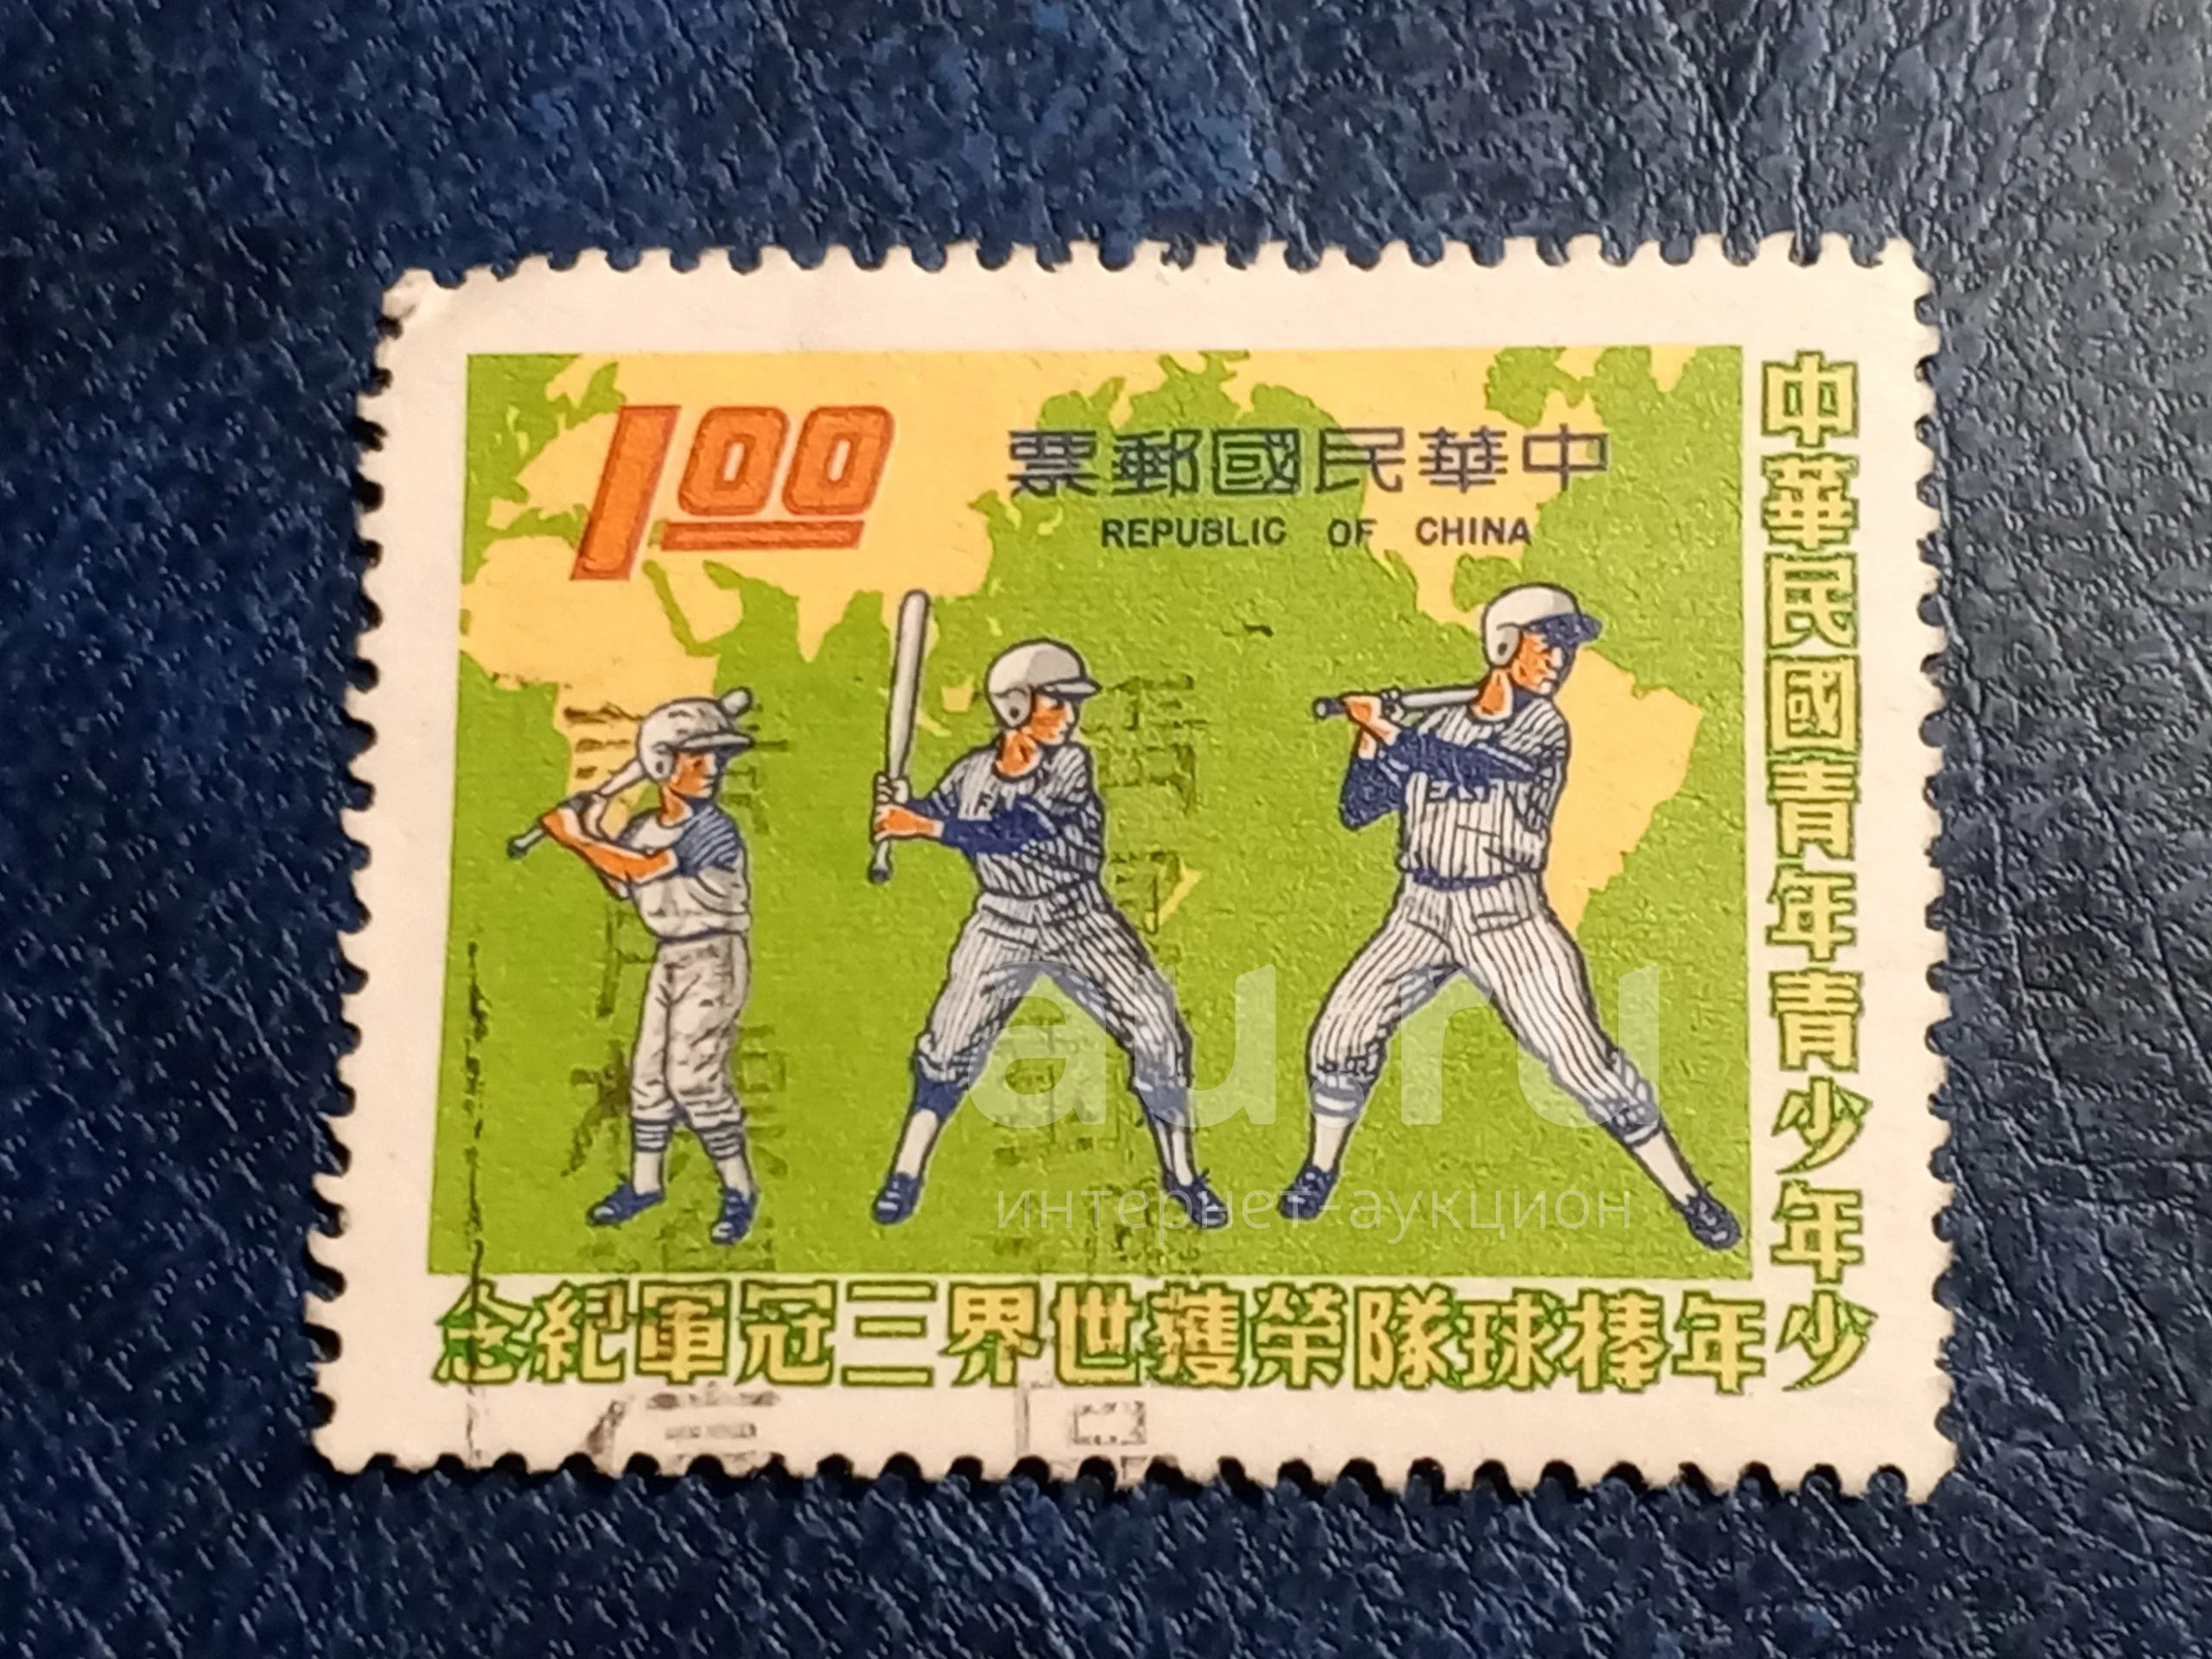 1.00
中華民國郵票
REPUBLIC OF CHINA
中華民國青年青少年
少年棒球隊榮獲世界三冠軍紀念
au.ru
интернет-аукцион